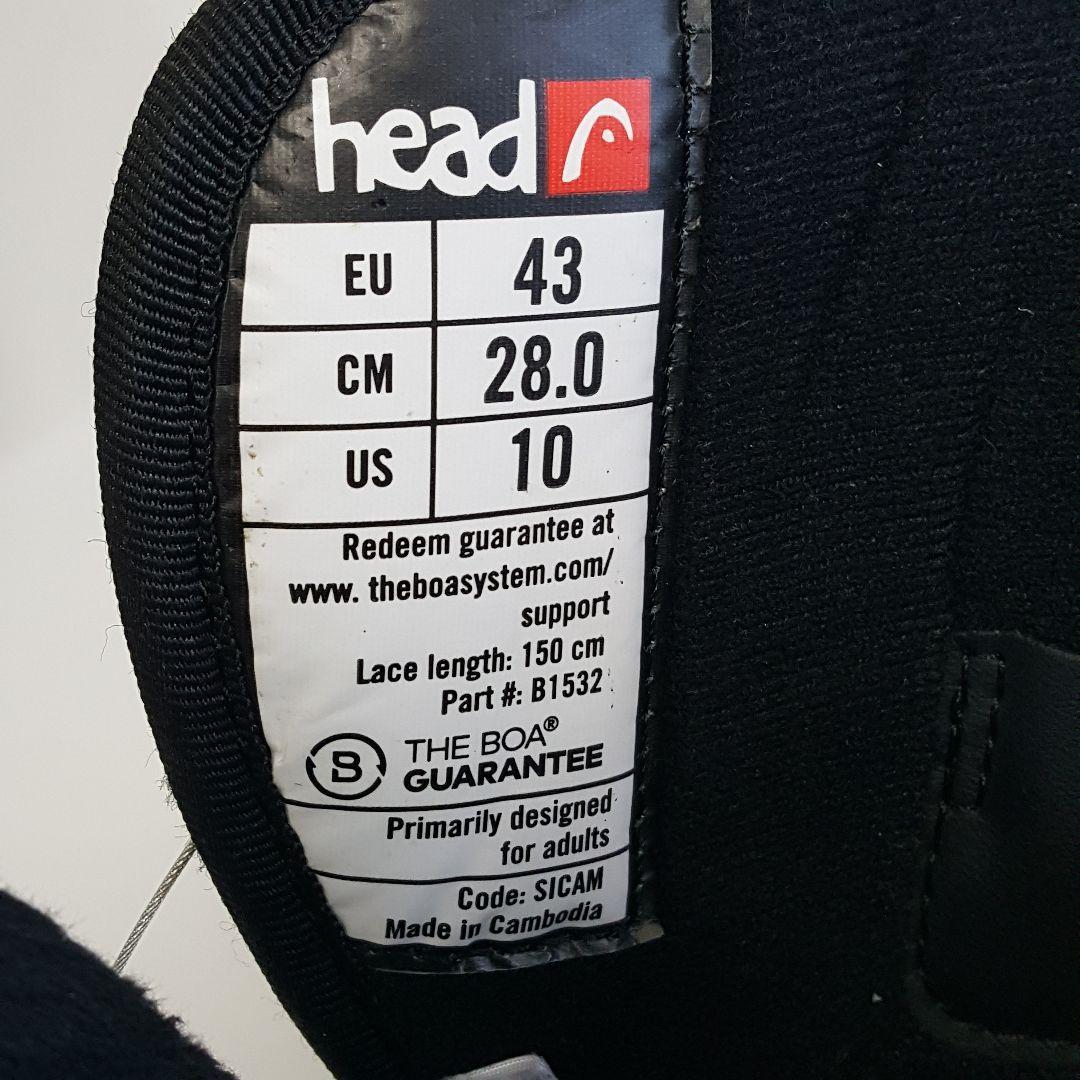 head
EU 43
CM 28.0
US 10
Redeem guarantee at
www. theboasystem.com/
support
Lace length: 150 cm
Part #: B1532
B THE BOA®
GUARANTEE
Primarily designed
for adults
Code: SICAM
Made in Cambodia